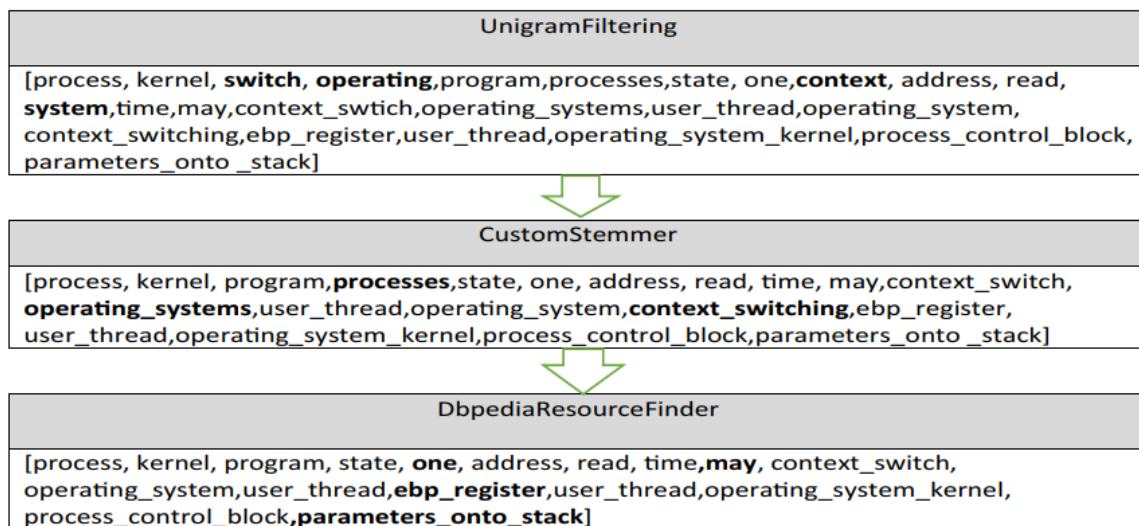 UnigramFiltering
[process, kernel, switch, operating,program,processes,state, one,context, address, read,
system,time,may,context_swtich,operating_systems,user_thread,operating_system,
context_switching,ebp_register,user_thread,operating_system_kernel,process_control_block,
parameters_onto _stack]
CustomStemmer
[process, kernel, program,processes,state, one, address, read, time, may,context_switch,
operating_systems,user_thread,operating_system,context_switching,ebp_register,
user_thread,operating_system_kernel,process_control_block,parameters_onto _stack]
DbpediaResourceFinder
[process, kernel, program, state, one, address, read, time,may, context_switch,
operating_system,user_thread,ebp_register,user_thread,operating_system_kernel,
process_control_block,parameters_onto_stack]